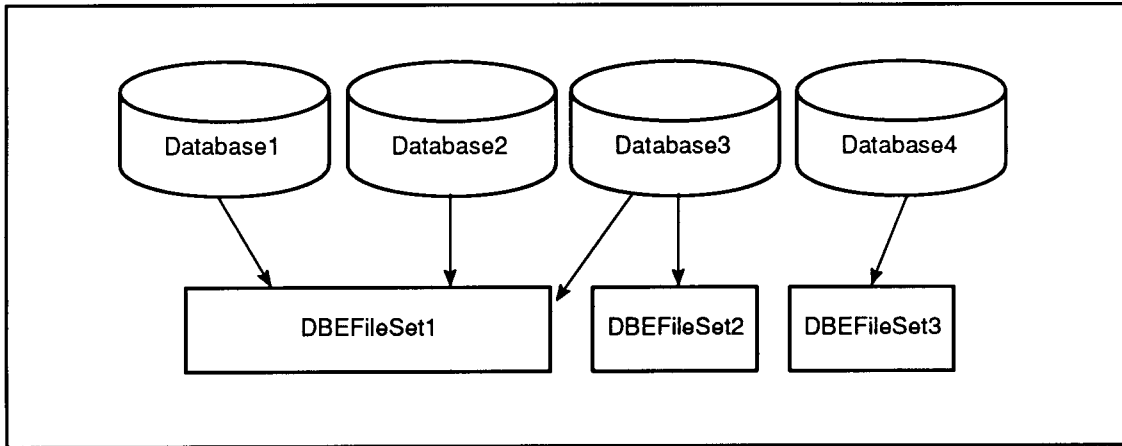 Database1
Database2
Database3
Database4
DBEFileSet1
DBEFileSet2
DBEFileSet3